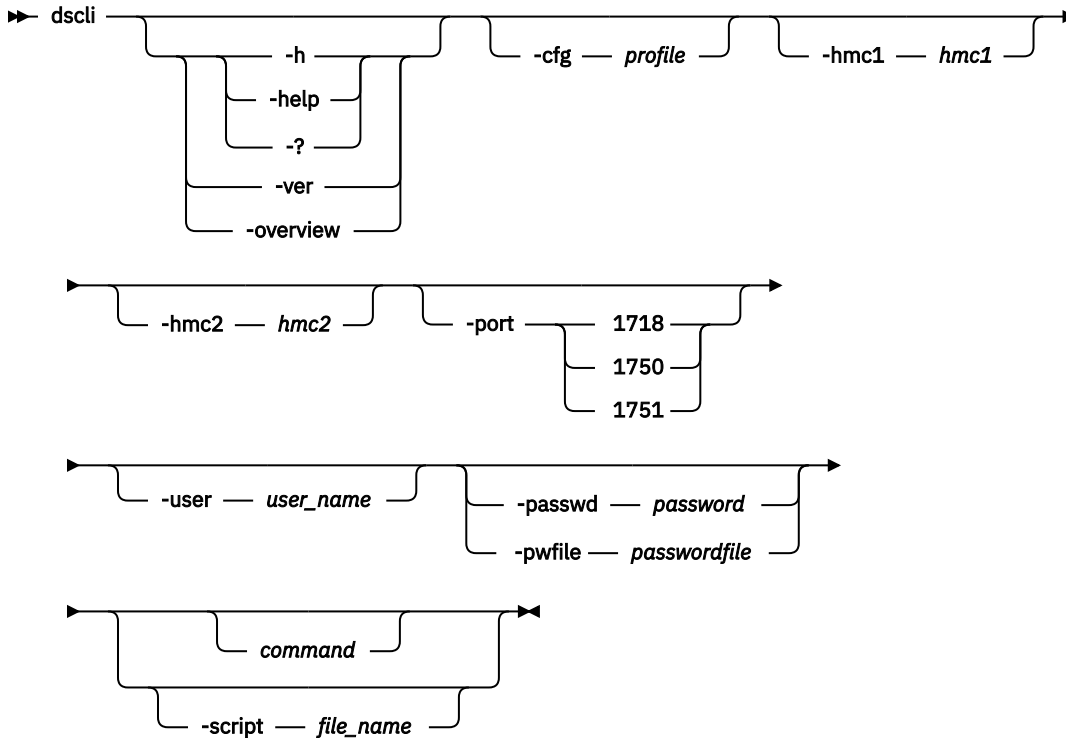 dscli
-h
-cfg profile
-hmc1 hmc1
-help
-?
-ver
-overview
-hmc2 hmc2
-port 1718
1750
1751
-user user_name
-passwd password
-pwfile passwordfile
command
-script file_name